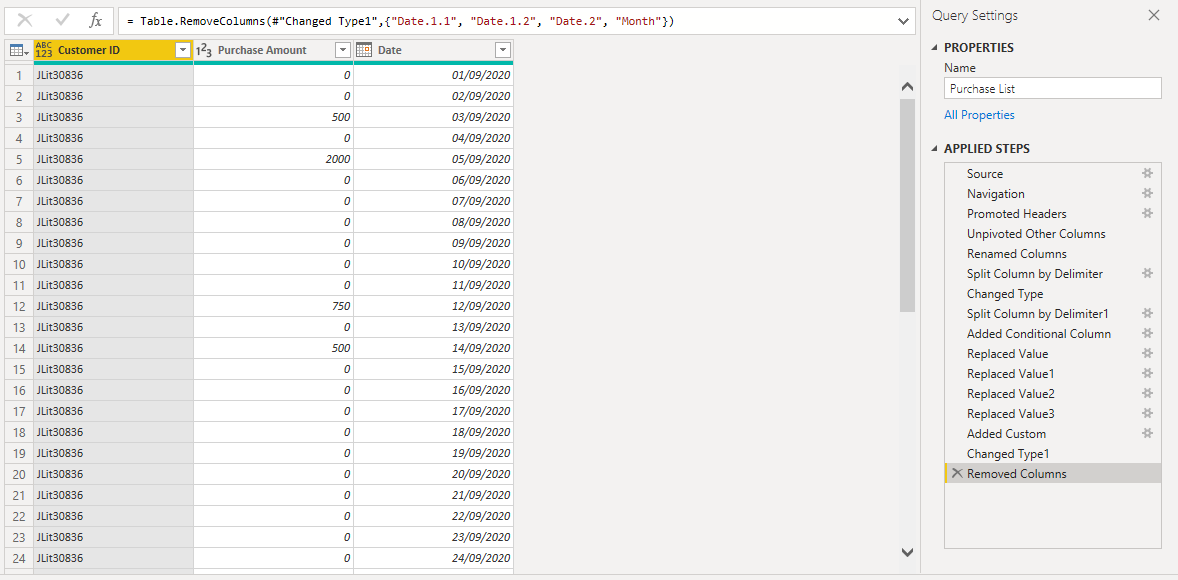 fx = Table.RemoveColumns(#"Changed Type1",{"Date.1.1", "Date.1.2", "Date.2", "Month"})
ABC 123 Customer ID 1²3 Purchase Amount Date
1 JLit30836 0 01/09/2020
2 JLit30836 0 02/09/2020
3 JLit30836 500 03/09/2020
4 JLit30836 0 04/09/2020
5 JLit30836 2000 05/09/2020
6 JLit30836 0 06/09/2020
7 JLit30836 0 07/09/2020
8 JLit30836 0 08/09/2020
9 JLit30836 0 09/09/2020
10 JLit30836 0 10/09/2020
11 JLit30836 0 11/09/2020
12 JLit30836 750 12/09/2020
13 JLit30836 0 13/09/2020
14 JLit30836 500 14/09/2020
15 JLit30836 0 15/09/2020
16 JLit30836 0 16/09/2020
17 JLit30836 0 17/09/2020
18 JLit30836 0 18/09/2020
19 JLit30836 0 19/09/2020
20 JLit30836 0 20/09/2020
21 JLit30836 0 21/09/2020
22 JLit30836 0 22/09/2020
23 JLit30836 0 23/09/2020
24 JLit30836 0 24/09/2020
Query Settings
PROPERTIES
Name
Purchase List
All Properties
APPLIED STEPS
Source
Navigation
Promoted Headers
Unpivoted Other Columns
Renamed Columns
Split Column by Delimiter
Changed Type
Split Column by Delimiter1
Added Conditional Column
Replaced Value
Replaced Value1
Replaced Value2
Replaced Value3
Added Custom
Changed Type1
Removed Columns